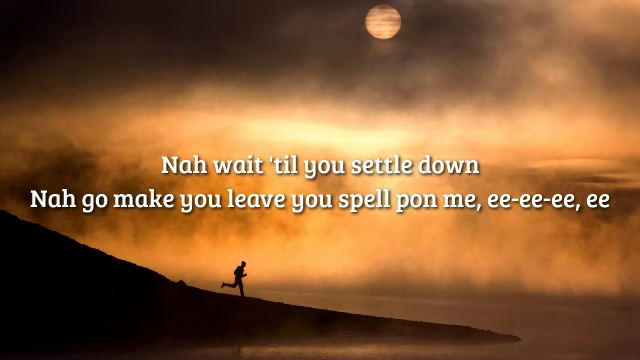 Nah wait 'til you settle down
Nah go make you leave you spell pon me, ee-ee-ee, ee